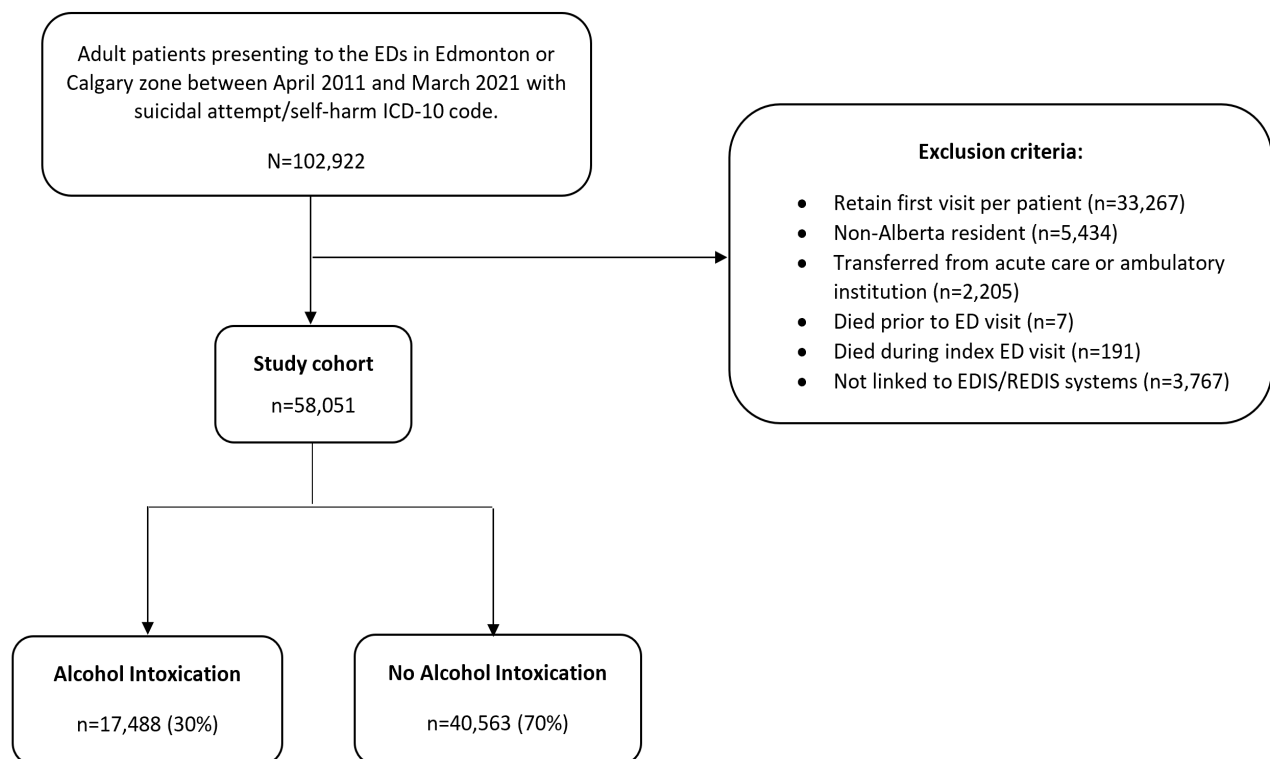 Adult patients presenting to the EDs in Edmonton or
Calgary zone between April 2011 and March 2021 with
suicidal attempt/self-harm ICD-10 code.
N=102,922
Exclusion criteria:
• Retain first visit per patient (n=33,267)
• Non-Alberta resident (n=5,434)
• Transferred from acute care or ambulatory
institution (n=2,205)
• Died prior to ED visit (n=7)
• Died during index ED visit (n=191)
• Not linked to EDIS/REDIS systems (n=3,767)
Study cohort
n=58,051
Alcohol Intoxication
n=17,488 (30%)
No Alcohol Intoxication
n=40,563 (70%)